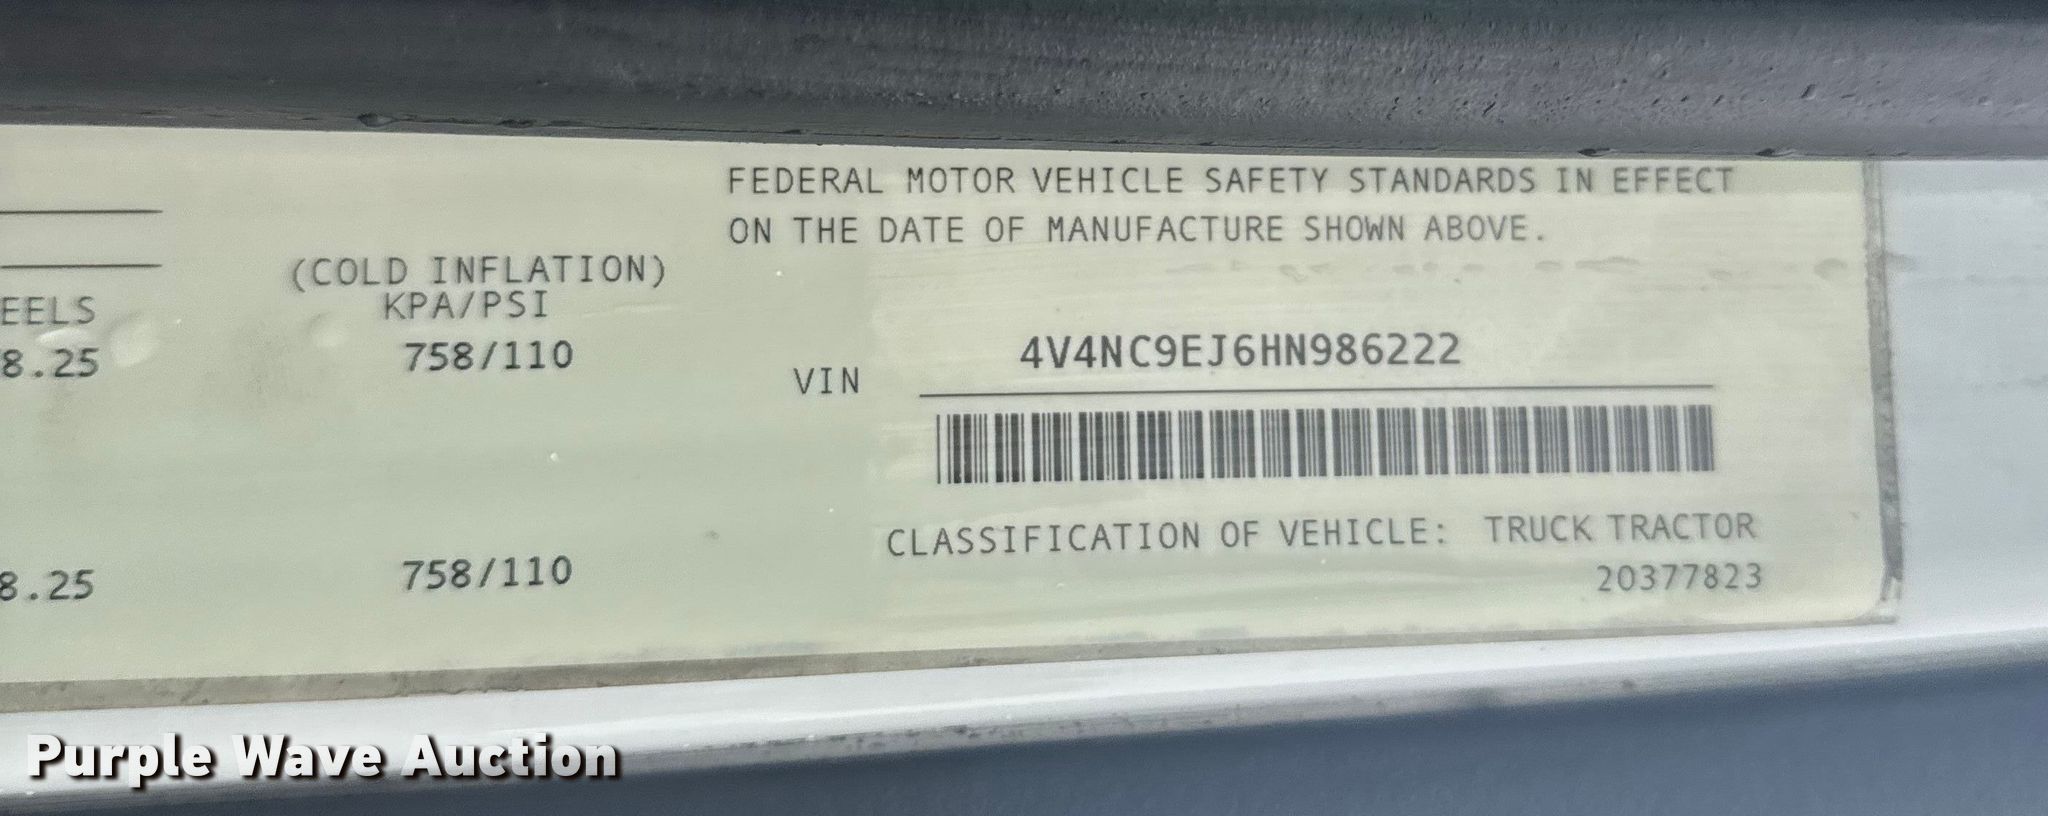 FEDERAL MOTOR VEHICLE SAFETY STANDARDS IN EFFECT
ON THE DATE OF MANUFACTURE SHOWN ABOVE.
(COLD INFLATION)
EELS KPA/PSI
8.25 758/110
VIN 4V4NC9EJ6HN986222
CLASSIFICATION OF VEHICLE: TRUCK TRACTOR
8.25 758/110
20377823
Purple Wave Auction